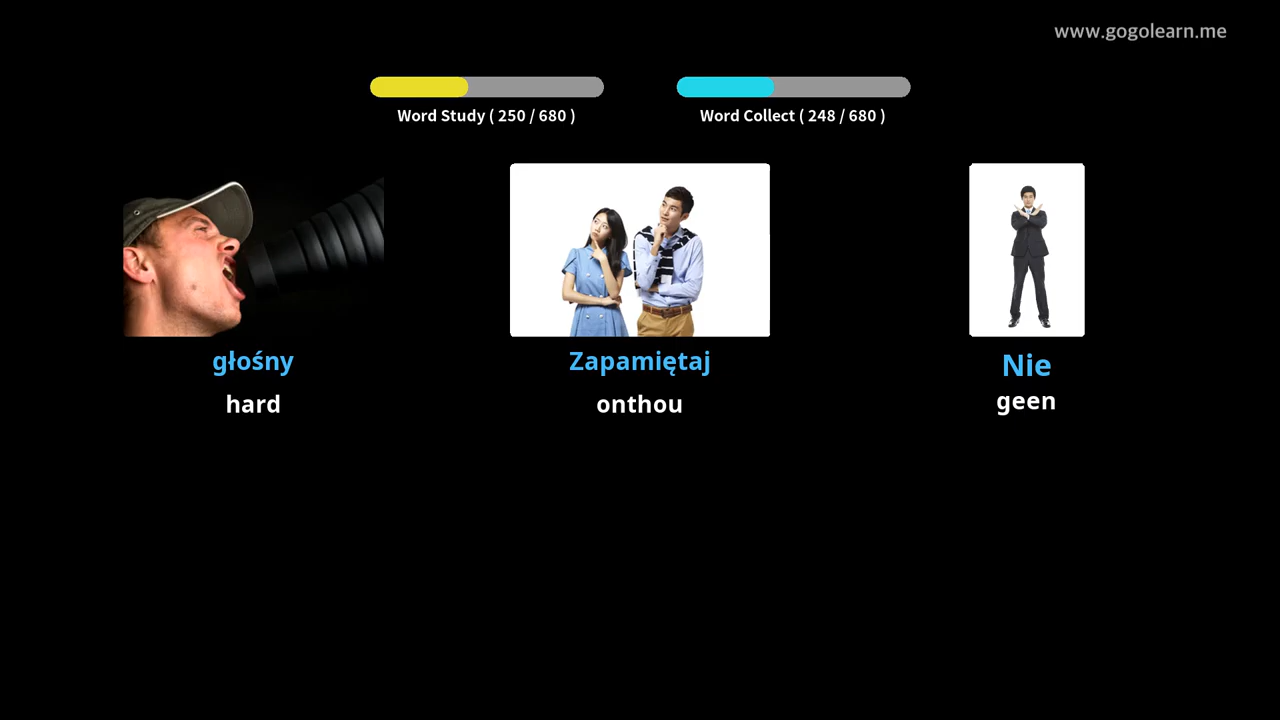 www.gogolearn.me
Word Study ( 250 / 680 )
Word Collect ( 248 / 680 )
głośny
Zapamiętaj
Nie
hard
onthou
geen